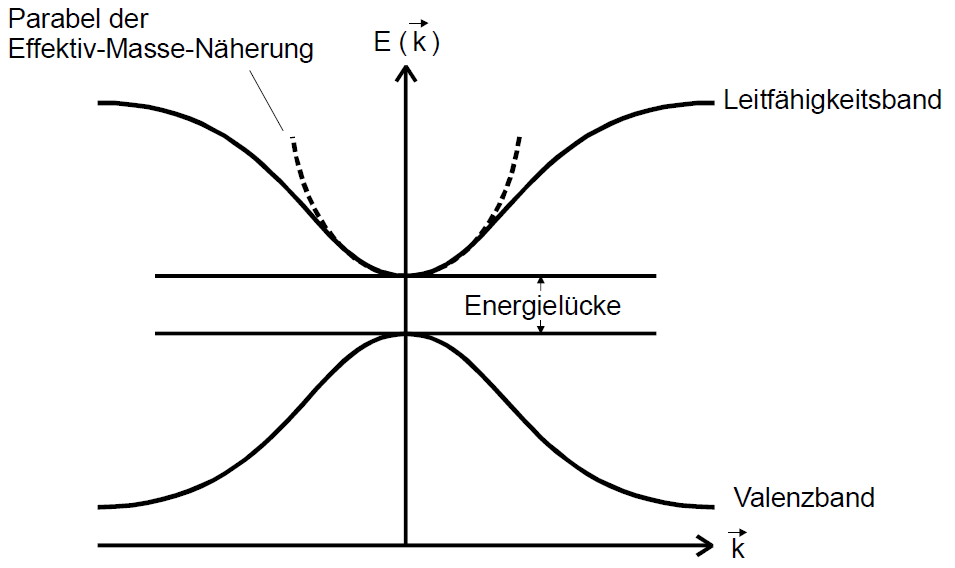 Parabel der
Effektiv-Masse-Näherung
E (k⃗)
Leitfähigkeitsband
Energielücke
Valenzband
k⃗